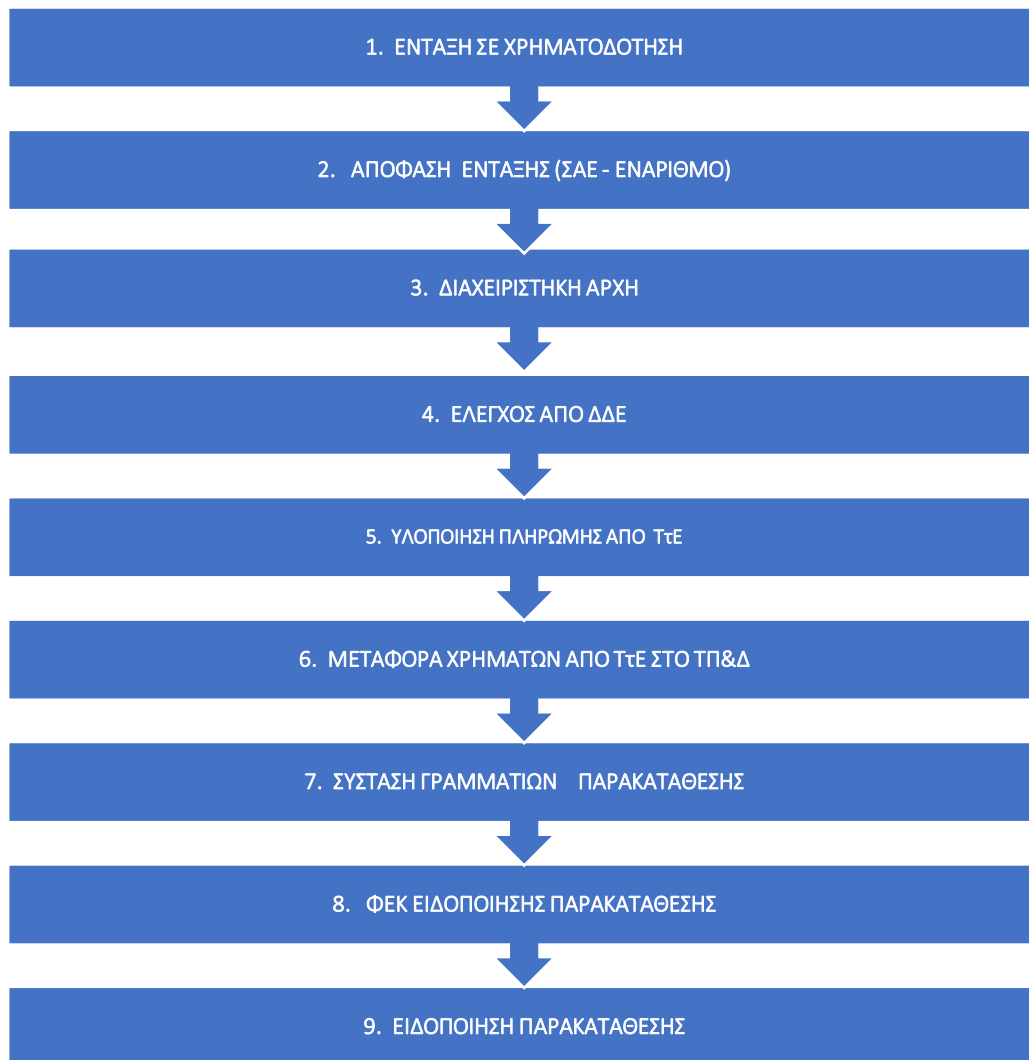 1. ΕΝΤΑΞΗ ΣΕ ΧΡΗΜΑΤΟΔΟΤΗΣΗ
2. ΑΠΟΦΑΣΗ ΕΝΤΑΞΗΣ (ΣΑΕ - ΕΝΑΡΙΘΜΟ)
3. ΔΙΑΧΕΙΡΙΣΤΗΚΗ ΑΡΧΗ
4. ΕΛΕΓΧΟΣ ΑΠΟ ΔΔΕ
5. ΥΛΟΠΟΙΗΣΗ ΠΛΗΡΩΜΗΣ ΑΠΟ ΤτΕ
6. ΜΕΤΑΦΟΡΑ ΧΡΗΜΑΤΩΝ ΑΠΟ ΤτΕ ΣΤΟ ΤΠ&Δ
7. ΣΥΣΤΑΣΗ ΓΡΑΜΜΑΤΙΩΝ ΠΑΡΑΚΑΤΑΘΕΣΗΣ
8. ΦΕΚ ΕΙΔΟΠΟΙΗΣΗΣ ΠΑΡΑΚΑΤΑΘΕΣΗΣ
9. ΕΙΔΟΠΟΙΗΣΗ ΠΑΡΑΚΑΤΑΘΕΣΗΣ